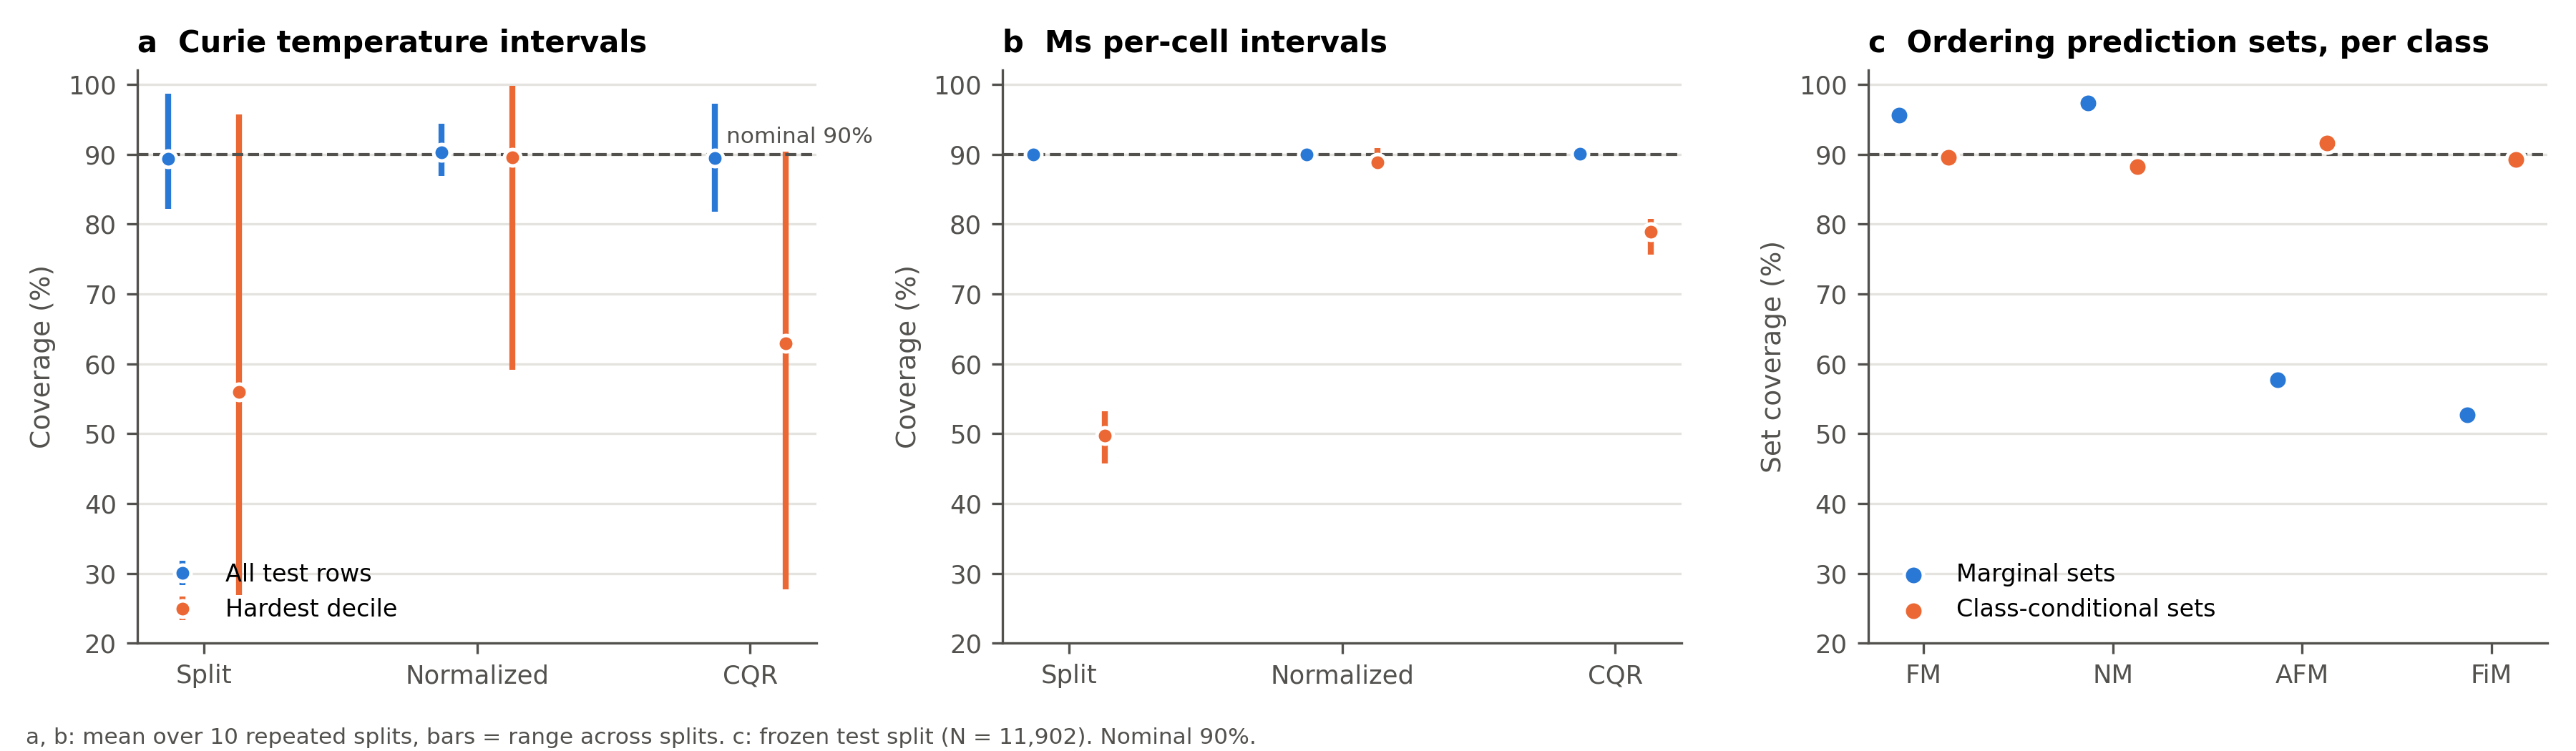 a Curie temperature intervals
Coverage (%)
100
90
80
70
60
50
40
30
20
nominal 90%
All test rows
Hardest decile
Split
Normalized
CQR
b Ms per-cell intervals
Coverage (%)
100
90
80
70
60
50
40
30
20
Split
Normalized
CQR
c Ordering prediction sets, per class
Set coverage (%)
100
90
80
70
60
50
40
30
20
Marginal sets
Class-conditional sets
FM
NM
AFM
FiM
a, b: mean over 10 repeated splits, bars = range across splits. c: frozen test split (N = 11,902). Nominal 90%.